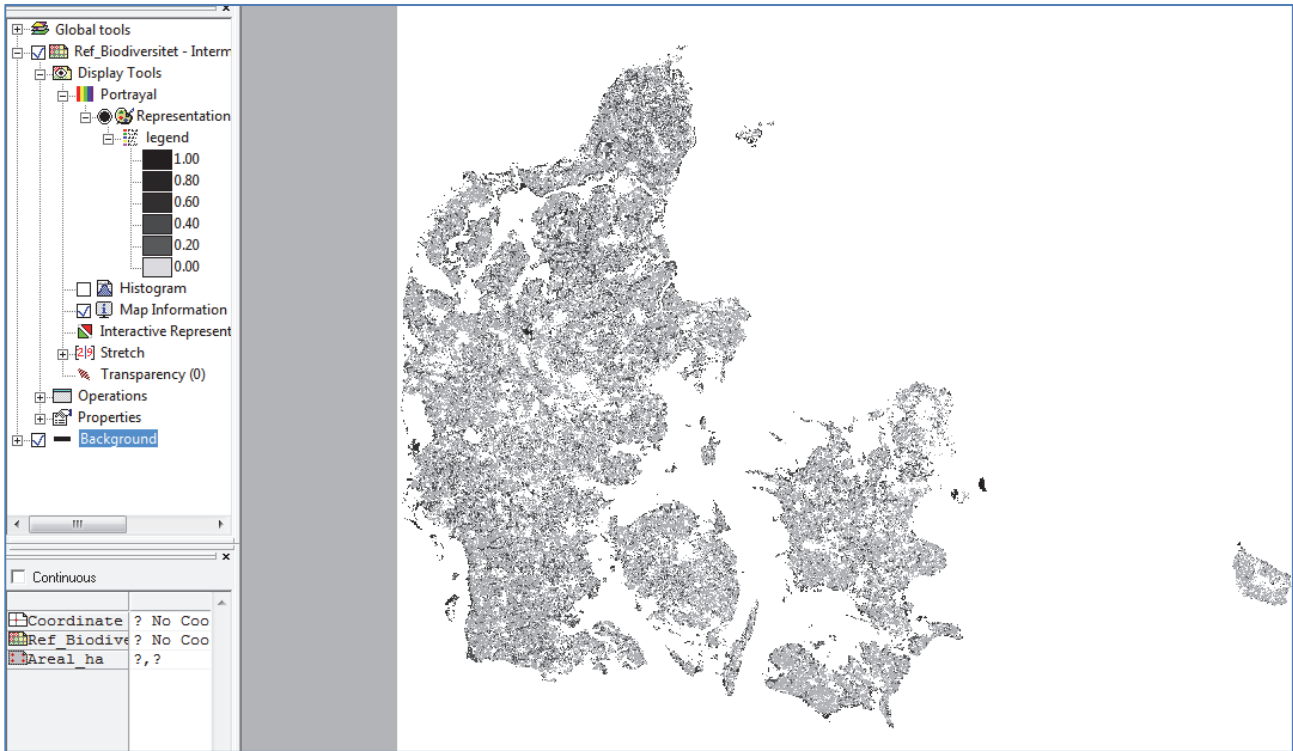 Global tools
Ref_Biodiversitet - Interm
Display Tools
Portrayal
Representation
legend
1.00
0.80
0.60
0.40
0.20
0.00
Histogram
Map Information
Interactive Represent
Stretch
Transparency (0)
Operations
Properties
Background
Continuous
Coordinate ? No Coo
Ref_Biodive ? No Coo
Areal_ha ?,?